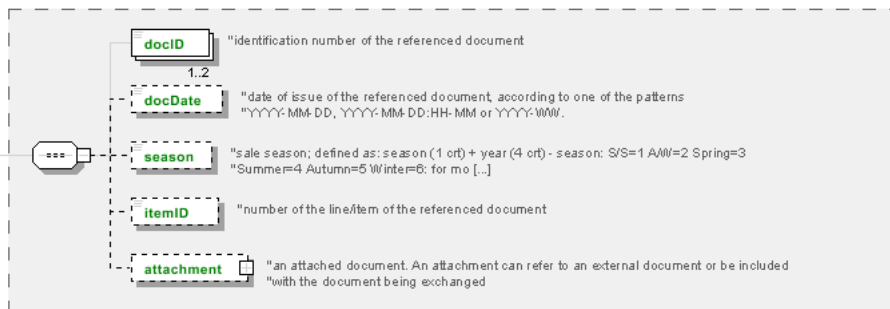 docID
"identification number of the referenced document
1..2
docDate
"date of issue of the referenced document, according to one of the patterns
"YYYY-MM-DD, YYYY-MM-DD:HH-MM or YYYY-WW.
season
"sale season; defined as: season (1 crt) + year (4 crt) - season: S/S=1 A/W=2 Spring=3
"Summer=4 Autumn=5 Winter=6: for mo [...]
itemID
"number of the line/item of the referenced document
attachment
"an attached document. An attachment can refer to an external document or be included
"with the document being exchanged